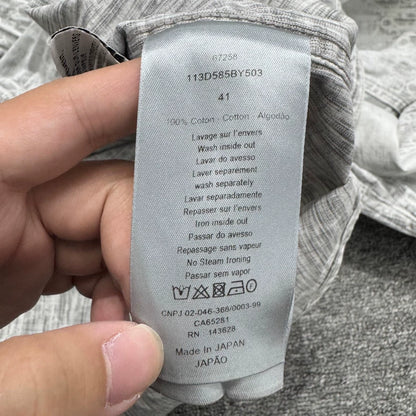 67258
113D585BY503
41
100% Coton - Cotton - Algodão
Lavage sur l'envers
Wash inside out
Lavar do avesso
Laver separement
wash separately
Lavar separadamente
Repasser sur l'envers
Iron inside out
Passar do avesso
Repassage sans vapeur
No Steam Ironing
Passar sem vapor
CNPJ 02-046-368/0003-99
CA65281
RN : 143628
Made In JAPAN
JAPÃO